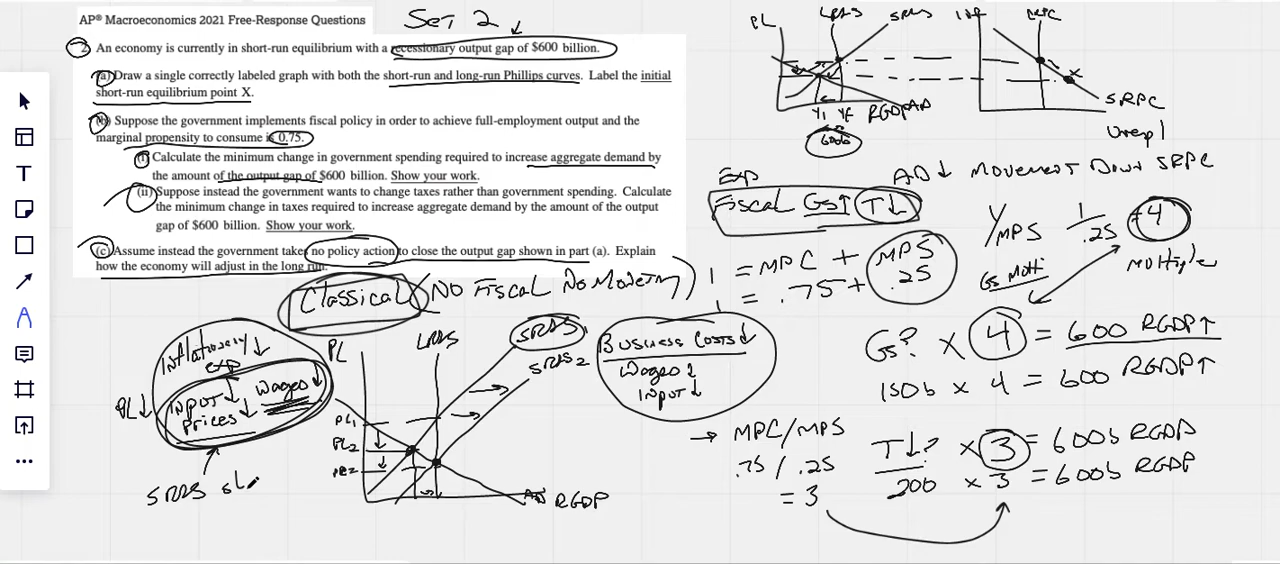 AP® Macroeconomics 2021 Free-Response Questions
SET 2
2. An economy is currently in short-run equilibrium with a recessionary output gap of $600 billion.
(a) Draw a single correctly labeled graph with both the short-run and long-run Phillips curves. Label the initial
short-run equilibrium point X.
(b) Suppose the government implements fiscal policy in order to achieve full-employment output and the
marginal propensity to consume is 0.75.
(i) Calculate the minimum change in government spending required to increase aggregate demand by
the amount of the output gap of $600 billion. Show your work.
(ii) Suppose instead the government wants to change taxes rather than government spending. Calculate
the minimum change in taxes required to increase aggregate demand by the amount of the output
gap of $600 billion. Show your work.
(c) Assume instead the government takes no policy action to close the output gap shown in part (a). Explain
how the economy will adjust in the long run.
PL
LRAS
SRAS
Y1 YF RGDP AD
600b
X
SRPC
Unempl
AD↓ Movement Down SRPC
Exp
Fiscal Gs↑ T↓
1/MPS 1/.25 = 4
Multiplier
Gs Multi
1 = MPC + MPS
1 = .75 + .25
Gs? × 4 = 600 RGDP↑
150b × 4 = 600 RGDP↑
→ MPC/MPS
.75 / .25
= 3
T↓? × 3 = 600b RGDP
200 × 3 = 600b RGDP
Classical (No Fiscal No Monetary)
Inflationary↓
exp
Input↓ Wages↓
Prices↓
PL↓
PL
LRAS
SRAS1
SRAS2
PL1
PL2
AD RGDP
Business Costs↓
Wages↓
Input↓